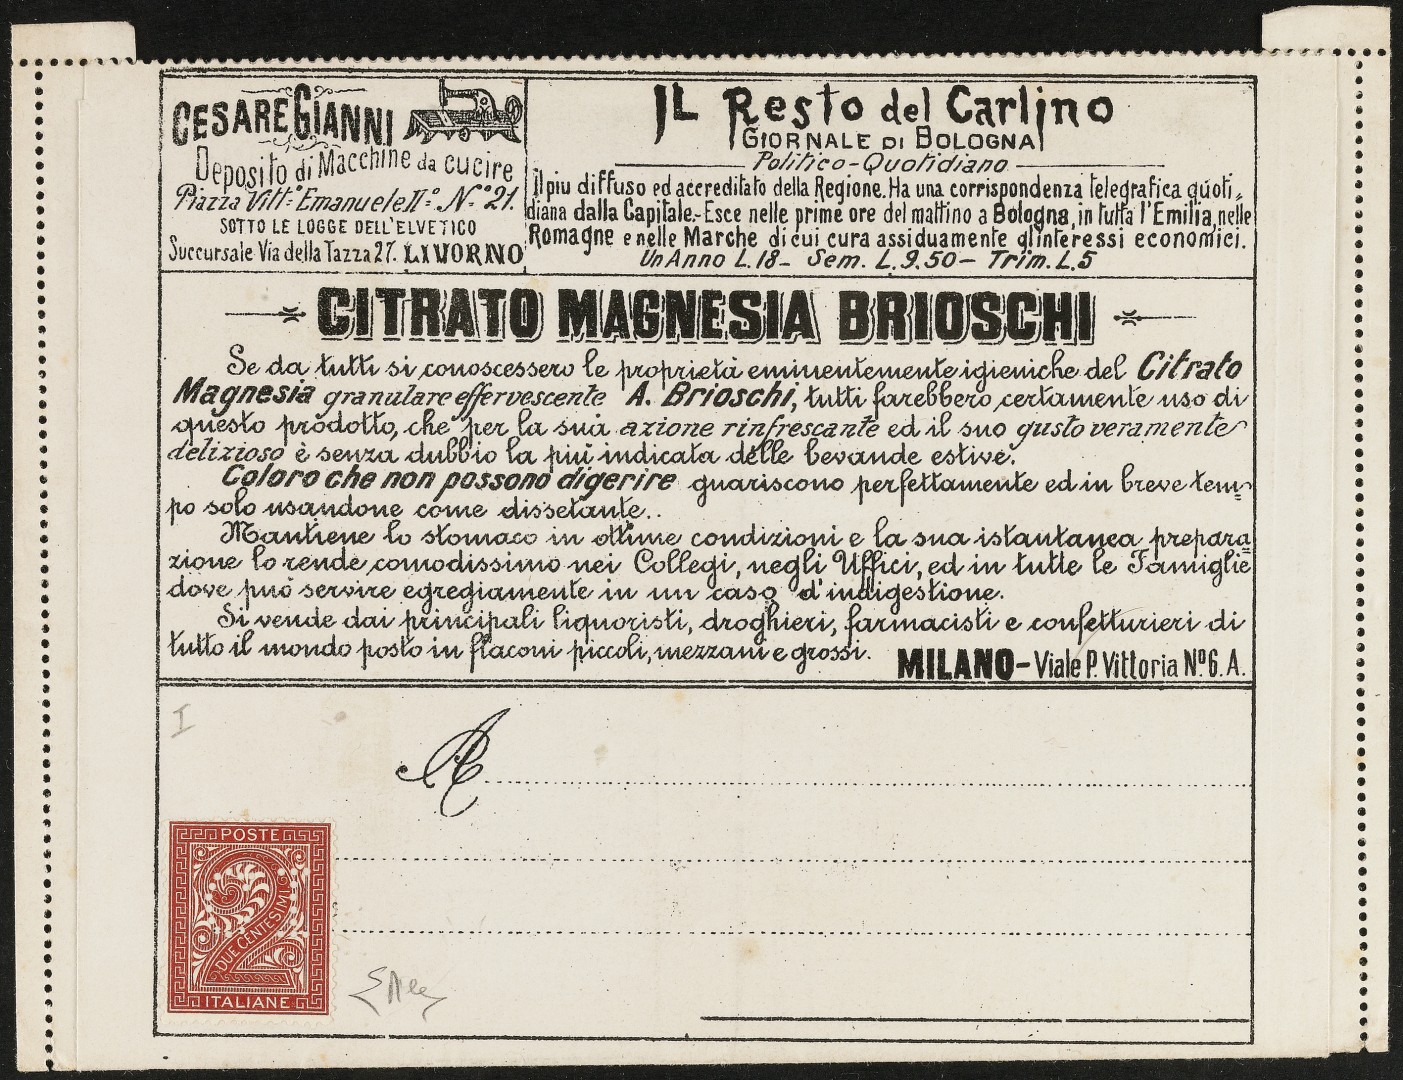 CESARE GIANNI
Deposito di Macchine da cucire
Piazza Vitt.º Emanuele IIº N.º 21.
SOTTO LE LOGGE DELL'ELVETICO
Succursale Via della Tazza 27. LIVORNO
IL Resto del Carlino
GIORNALE DI BOLOGNA
Politico-Quotidiano
Il piu diffuso ed accreditato della Regione. Ha una corrispondenza telegrafica quoti=
diana dalla Capitale.-Esce nelle prime ore del mattino a Bologna, in tutta l'Emilia, nelle
Romagne e nelle Marche di cui cura assiduamente gl'interessi economici.
Un Anno L. 18 - Sem. L. 9.50 - Trim. L. 5
CITRATO MAGNESIA BRIOSCHI
Se da tutti si conoscessero le proprietà eminentemente igieniche del Citrato
Magnesia granulare effervescente A. Brioschi, tutti farebbero certamente uso di
questo prodotto, che per la sua azione rinfrescante ed il suo gusto veramente
delizioso è senza dubbio la più indicata delle bevande estive.
Coloro che non possono digerire guariscono perfettamente ed in breve tem=
po solo usandone come dissetante..
Mantiene lo stomaco in ottime condizioni e la sua istantanea prepara=
zione lo rende comodissimo nei Collegi, negli Uffici, ed in tutte le Famiglie
dove può servire egregiamente in un caso d'indigestione.
Si vende dai principali liquoristi, droghieri, farmacisti e confetturieri di
tutto il mondo posto in flaconi piccoli, mezzani e grossi.
MILANO - Viale P. Vittoria Nº 6. A.
I
A
POSTE
2
DUE CENTESIMI
ITALIANE